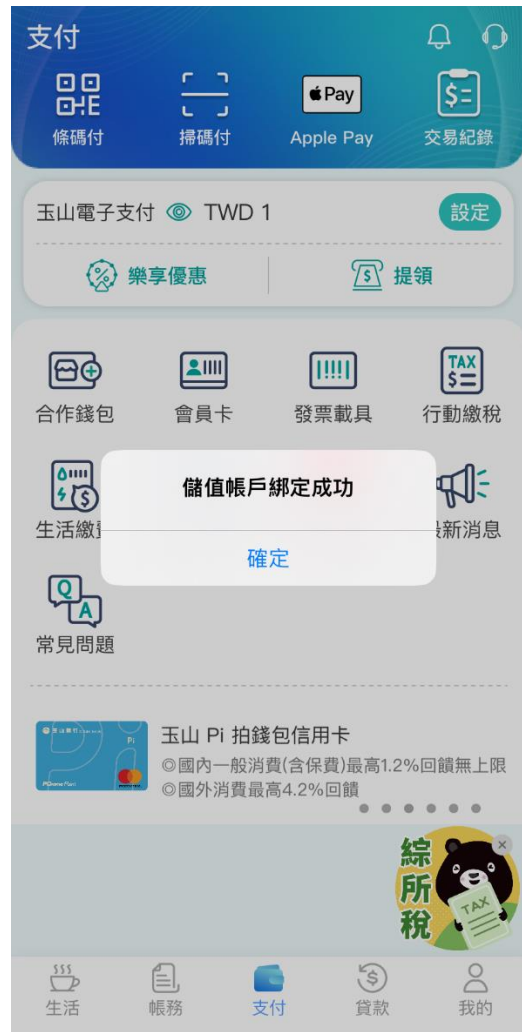 支付
條碼付 掃碼付 Pay Apple Pay 交易紀錄
玉山電子支付 TWD 1 設定
樂享優惠 提領
合作錢包 會員卡 發票載具 TAX 行動繳稅
儲值帳戶綁定成功
生活繳 新消息
確定
Q A
常見問題
玉山 Pi 拍錢包信用卡
◎國內一般消費(含保費)最高1.2%回饋無上限
◎國外消費最高4.2%回饋
綜所稅
TAX
生活 帳務 支付 貸款 我的